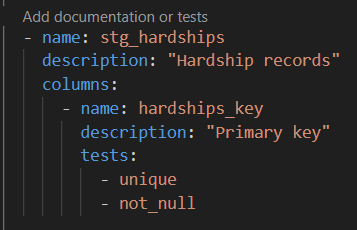 Add documentation or tests
- name: stg_hardships
description: "Hardship records"
columns:
- name: hardships_key
description: "Primary key"
tests:
- unique
- not_null